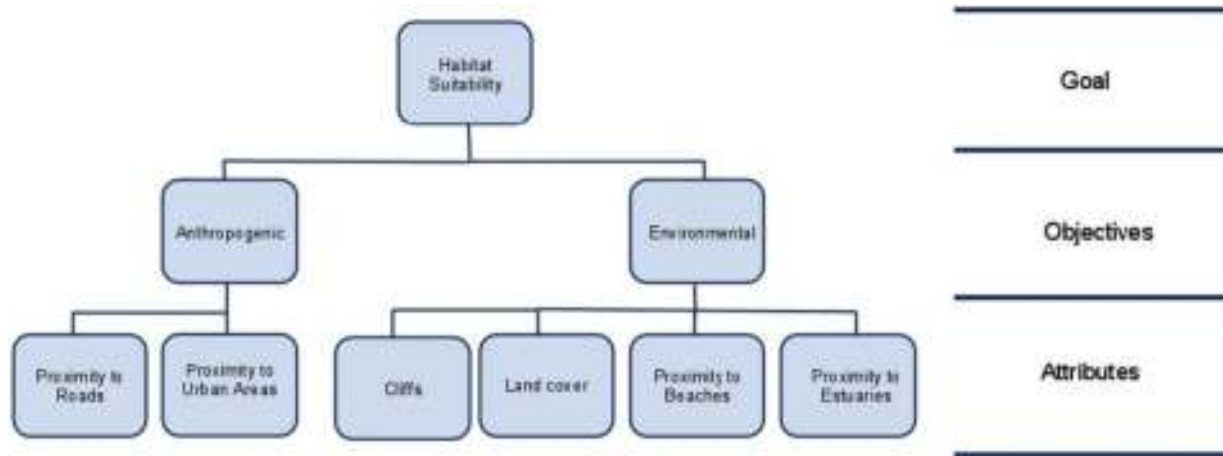 Habitat
Suitability
Goal
Anthropogenic
Environmental
Objectives
Proximity to
Roads
Proximity to
Urban Areas
Cliffs
Land cover
Proximity to
Beaches
Proximity to
Estuaries
Attributes